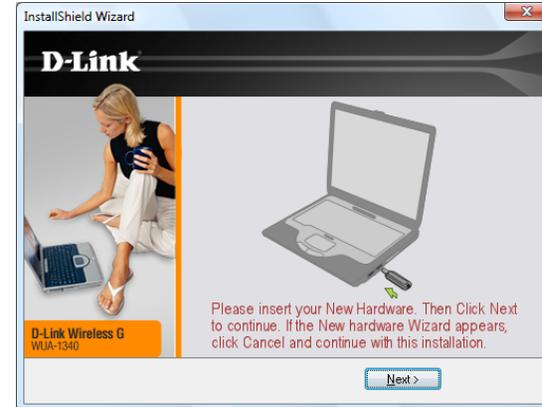 InstallShield Wizard
D-Link
Please insert your New Hardware. Then Click Next
to continue. If the New hardware Wizard appears,
click Cancel and continue with this installation.
D-Link Wireless G
WUA-1340
Next >